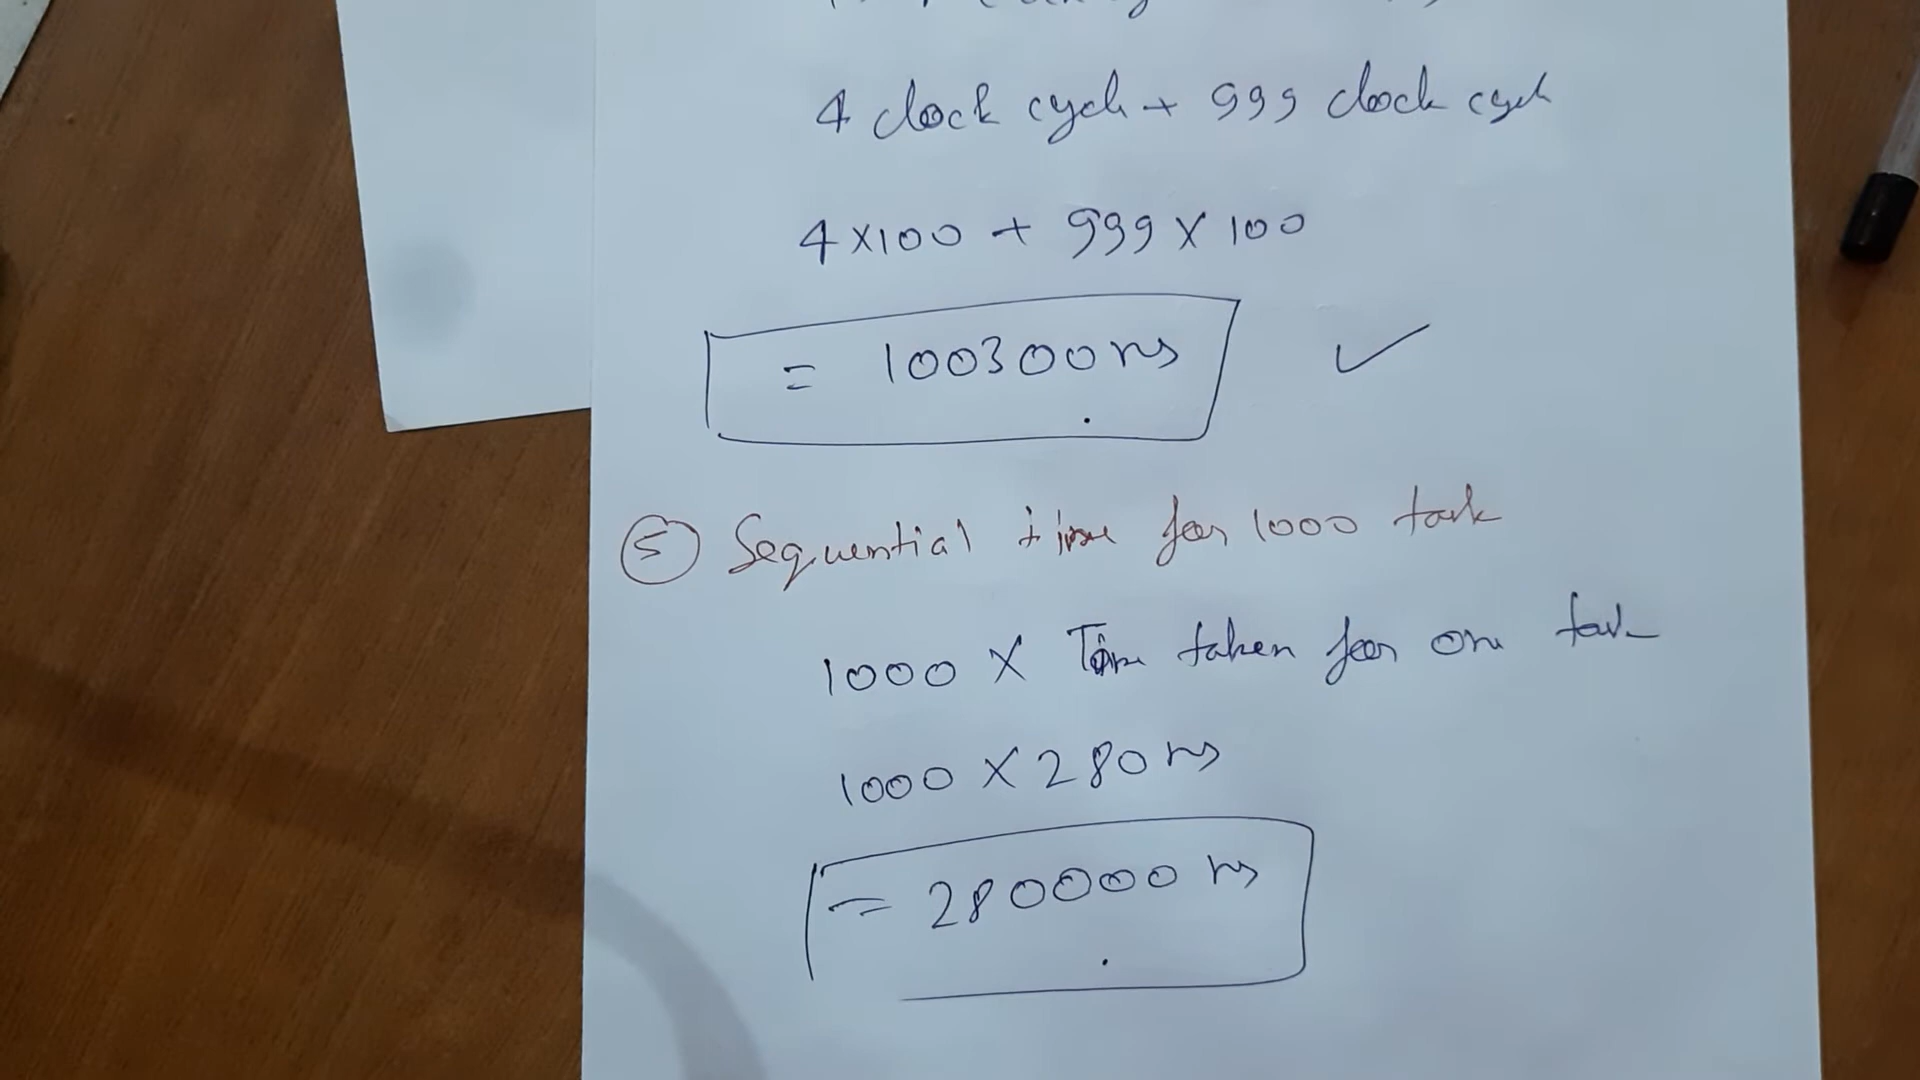 4 clock cycle + 999 clock cycle
4 x 100 + 999 x 100
= 100300 ns
⑤ Sequential time for 1000 task
1000 x Time taken for one task
1000 x 280 ns
= 280000 ns